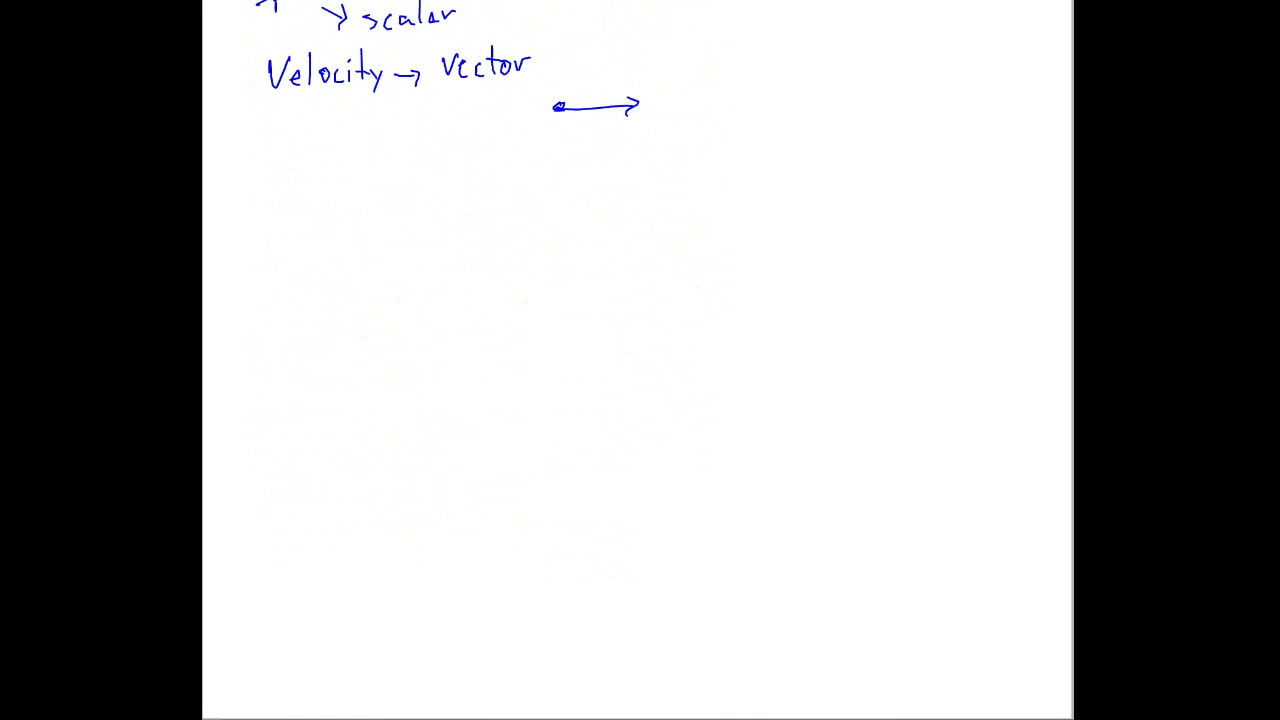 → scalar
Velocity → vector